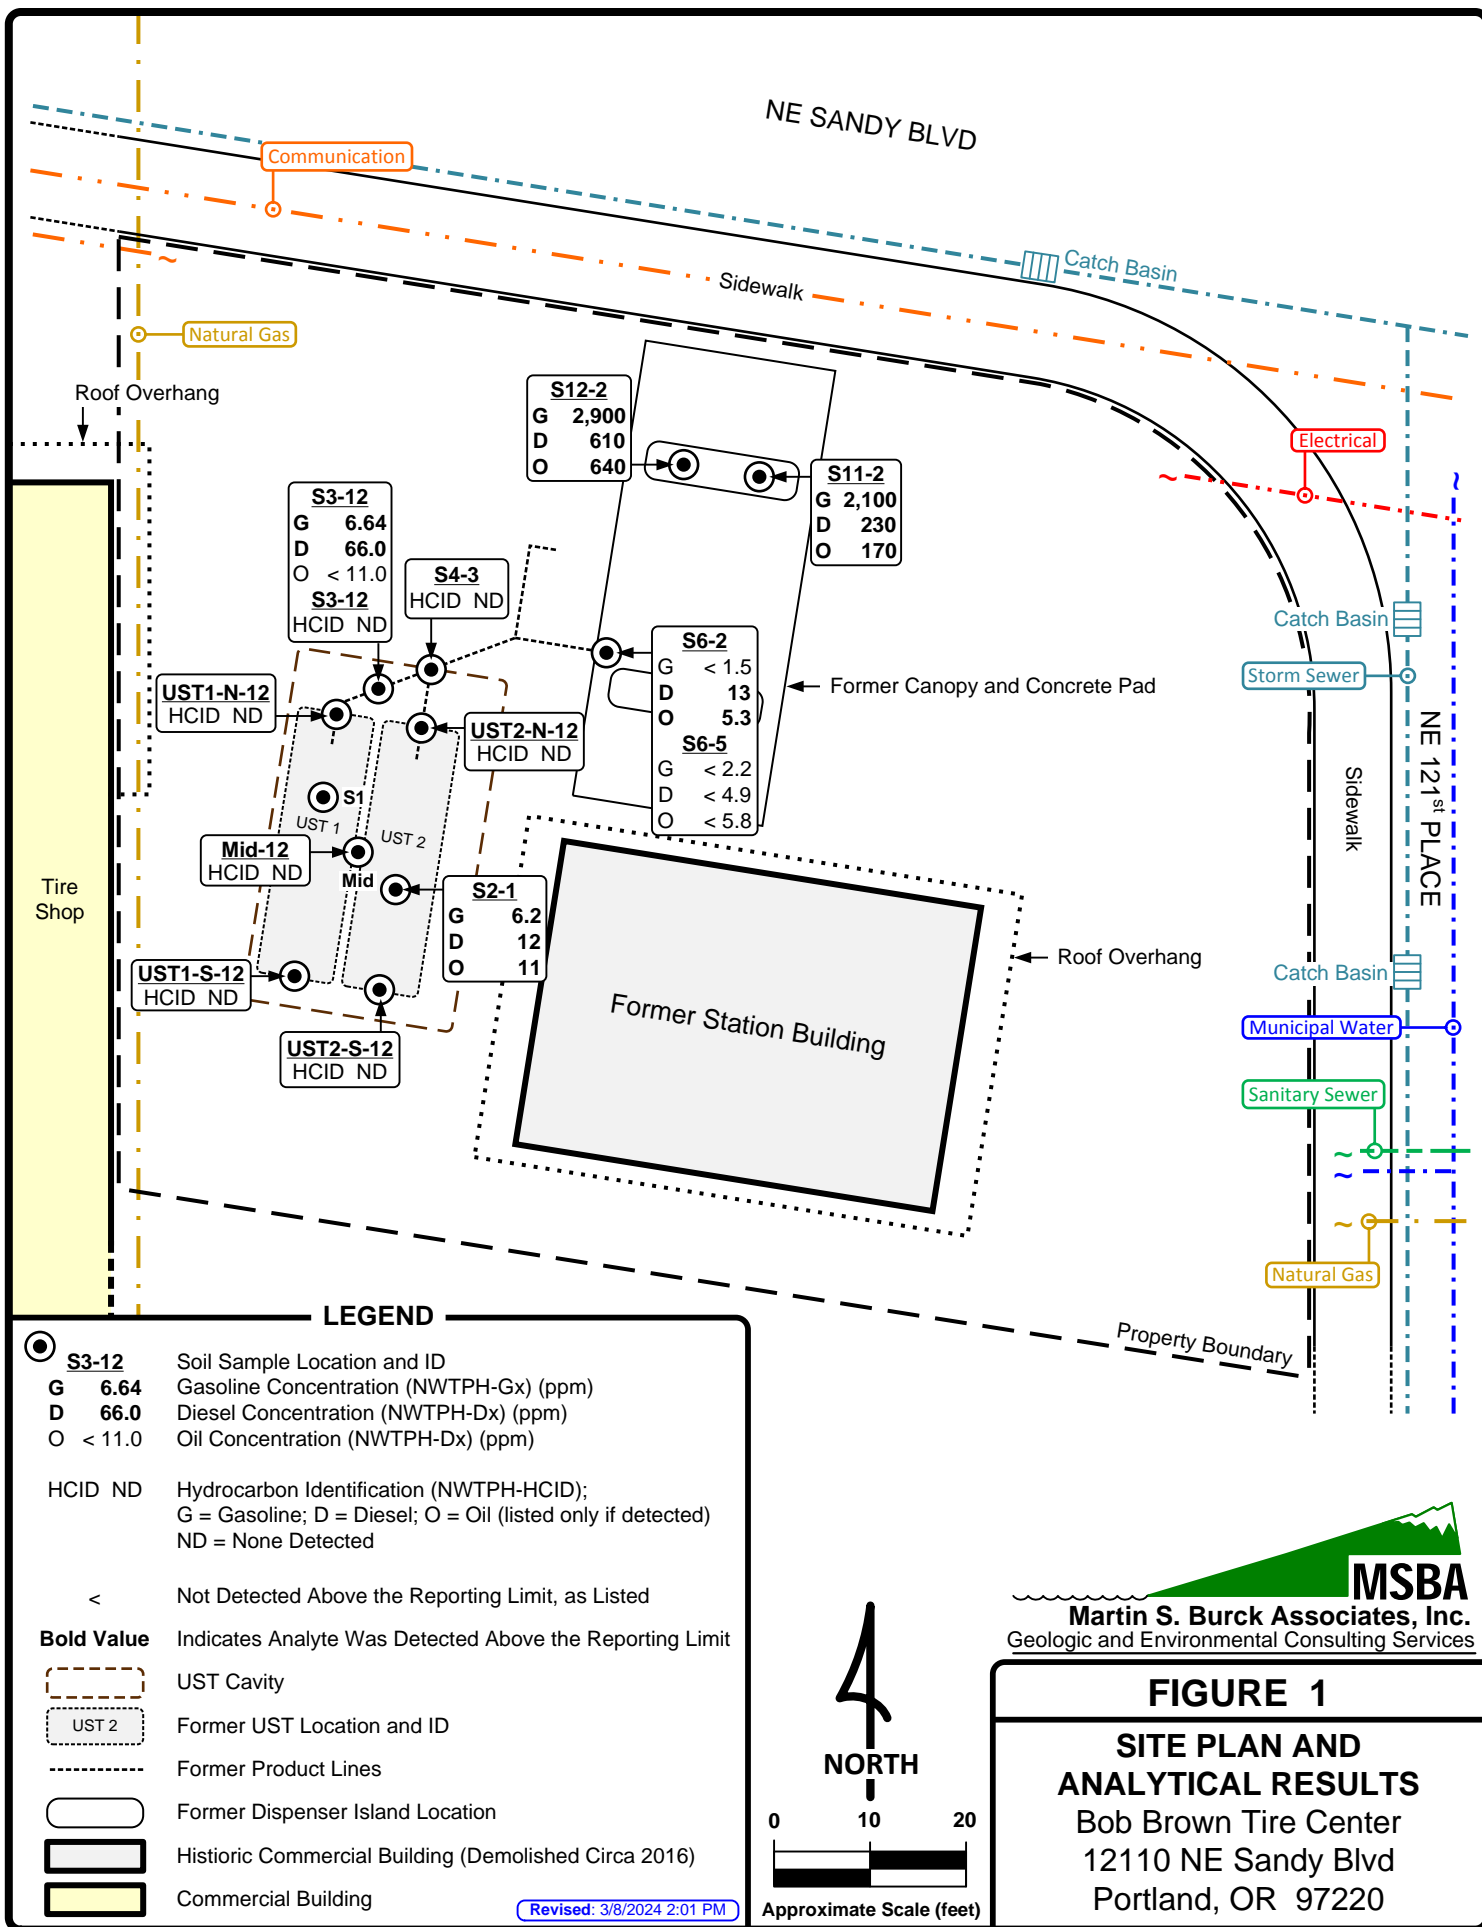 NE SANDY BLVD
Communication
Catch Basin
Sidewalk
Natural Gas
Roof Overhang
Electrical
S12-2
G 2,900
D 610
O 640
S11-2
G 2,100
D 230
O 170
S3-12
G 6.64
D 66.0
O < 11.0
S3-12
HCID ND
S4-3
HCID ND
Catch Basin
S6-2
G < 1.5
D 13
O 5.3
S6-5
G < 2.2
D < 4.9
O < 5.8
Former Canopy and Concrete Pad
Storm Sewer
UST1-N-12
HCID ND
UST2-N-12
HCID ND
NE 121st PLACE
Sidewalk
S1
UST 1
UST 2
Mid-12
HCID ND
Mid
Tire
Shop
S2-1
G 6.2
D 12
O 11
Roof Overhang
Catch Basin
UST1-S-12
HCID ND
Former Station Building
Municipal Water
UST2-S-12
HCID ND
Sanitary Sewer
~
~
~
~
~
~
Natural Gas
Property Boundary
LEGEND
S3-12 Soil Sample Location and ID
G 6.64 Gasoline Concentration (NWTPH-Gx) (ppm)
D 66.0 Diesel Concentration (NWTPH-Dx) (ppm)
O < 11.0 Oil Concentration (NWTPH-Dx) (ppm)
HCID ND Hydrocarbon Identification (NWTPH-HCID);
G = Gasoline; D = Diesel; O = Oil (listed only if detected)
ND = None Detected
< Not Detected Above the Reporting Limit, as Listed
Bold Value Indicates Analyte Was Detected Above the Reporting Limit
UST Cavity
UST 2 Former UST Location and ID
Former Product Lines
Former Dispenser Island Location
Histioric Commercial Building (Demolished Circa 2016)
Commercial Building
Revised: 3/8/2024 2:01 PM
NORTH
0 10 20
Approximate Scale (feet)
MSBA
Martin S. Burck Associates, Inc.
Geologic and Environmental Consulting Services
FIGURE 1
SITE PLAN AND
ANALYTICAL RESULTS
Bob Brown Tire Center
12110 NE Sandy Blvd
Portland, OR 97220